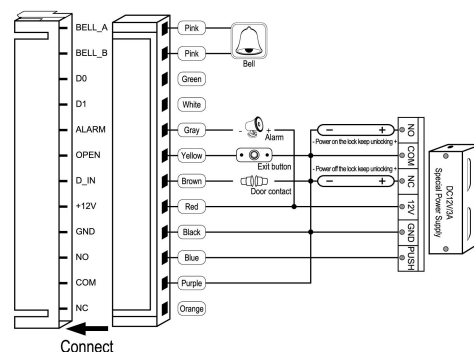 BELL_A
BELL_B
D0
D1
ALARM
OPEN
D_IN
+12V
GND
NO
COM
NC
Connect
Pink
Pink
Green
White
Gray
Yellow
Brown
Red
Black
Blue
Purple
Orange
Bell
- +
Alarm
Exit button
Door contact
- +
- Power on the lock keep unlocking +
- Power off the lock keep unlocking +
- +
NO
COM
NC
12V
GND
PUSH
DC12V/3A
Special Power Supply